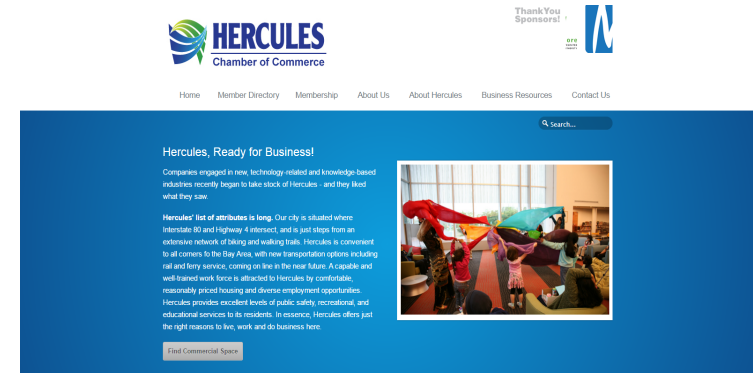 ThankYou
Sponsors!
HERCULES
Chamber of Commerce
Home Member Directory Membership About Us About Hercules Business Resources Contact Us
Search...
Hercules, Ready for Business!
Companies engaged in new, technology-related and knowledge-based
industries recently began to take stock of Hercules - and they liked
what they saw.
Hercules' list of attributes is long. Our city is situated where
Interstate 80 and Highway 4 intersect, and is just steps from an
extensive network of biking and walking trails. Hercules is convenient
to all corners fo the Bay Area, with new transportation options including
rail and ferry service, coming on line in the near future. A capable and
well-trained work force is attracted to Hercules by comfortable,
reasonably priced housing and diverse employment opportunities.
Hercules provides excellent levels of public safety, recreational, and
educational services to its residents. In essence, Hercules offers just
the right reasons to live, work and do business here.
Find Commercial Space